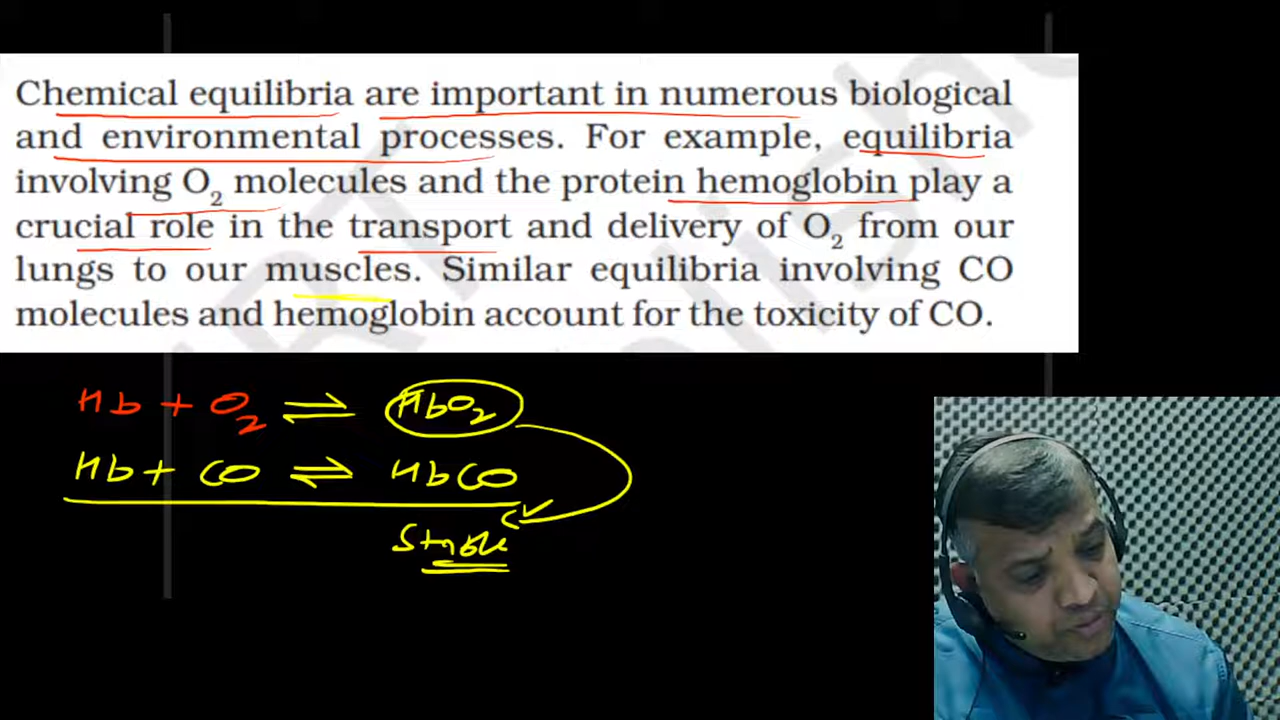 Chemical equilibria are important in numerous biological
and environmental processes. For example, equilibria
involving O₂ molecules and the protein hemoglobin play a
crucial role in the transport and delivery of O₂ from our
lungs to our muscles. Similar equilibria involving CO
molecules and hemoglobin account for the toxicity of CO.
Hb + O₂ ⇌ HbO₂
Hb + CO ⇌ HbCO
Stable